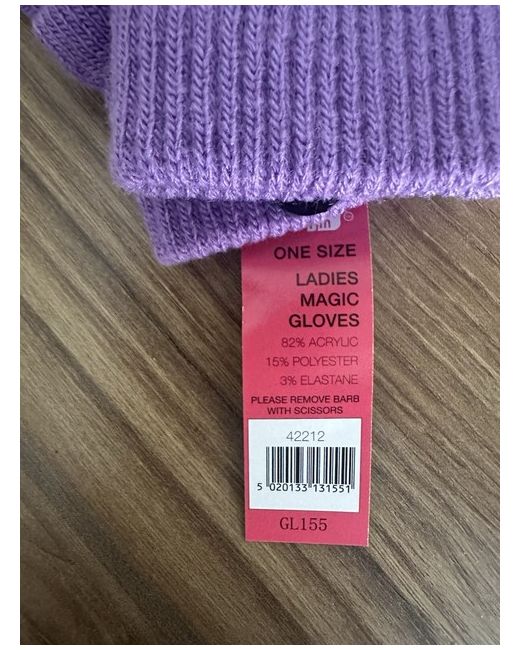 ONE SIZE
LADIES
MAGIC
GLOVES
82% ACRYLIC
15% POLYESTER
3% ELASTANE
PLEASE REMOVE BARB
WITH SCISSORS
42212
5 020133 131551
GL155